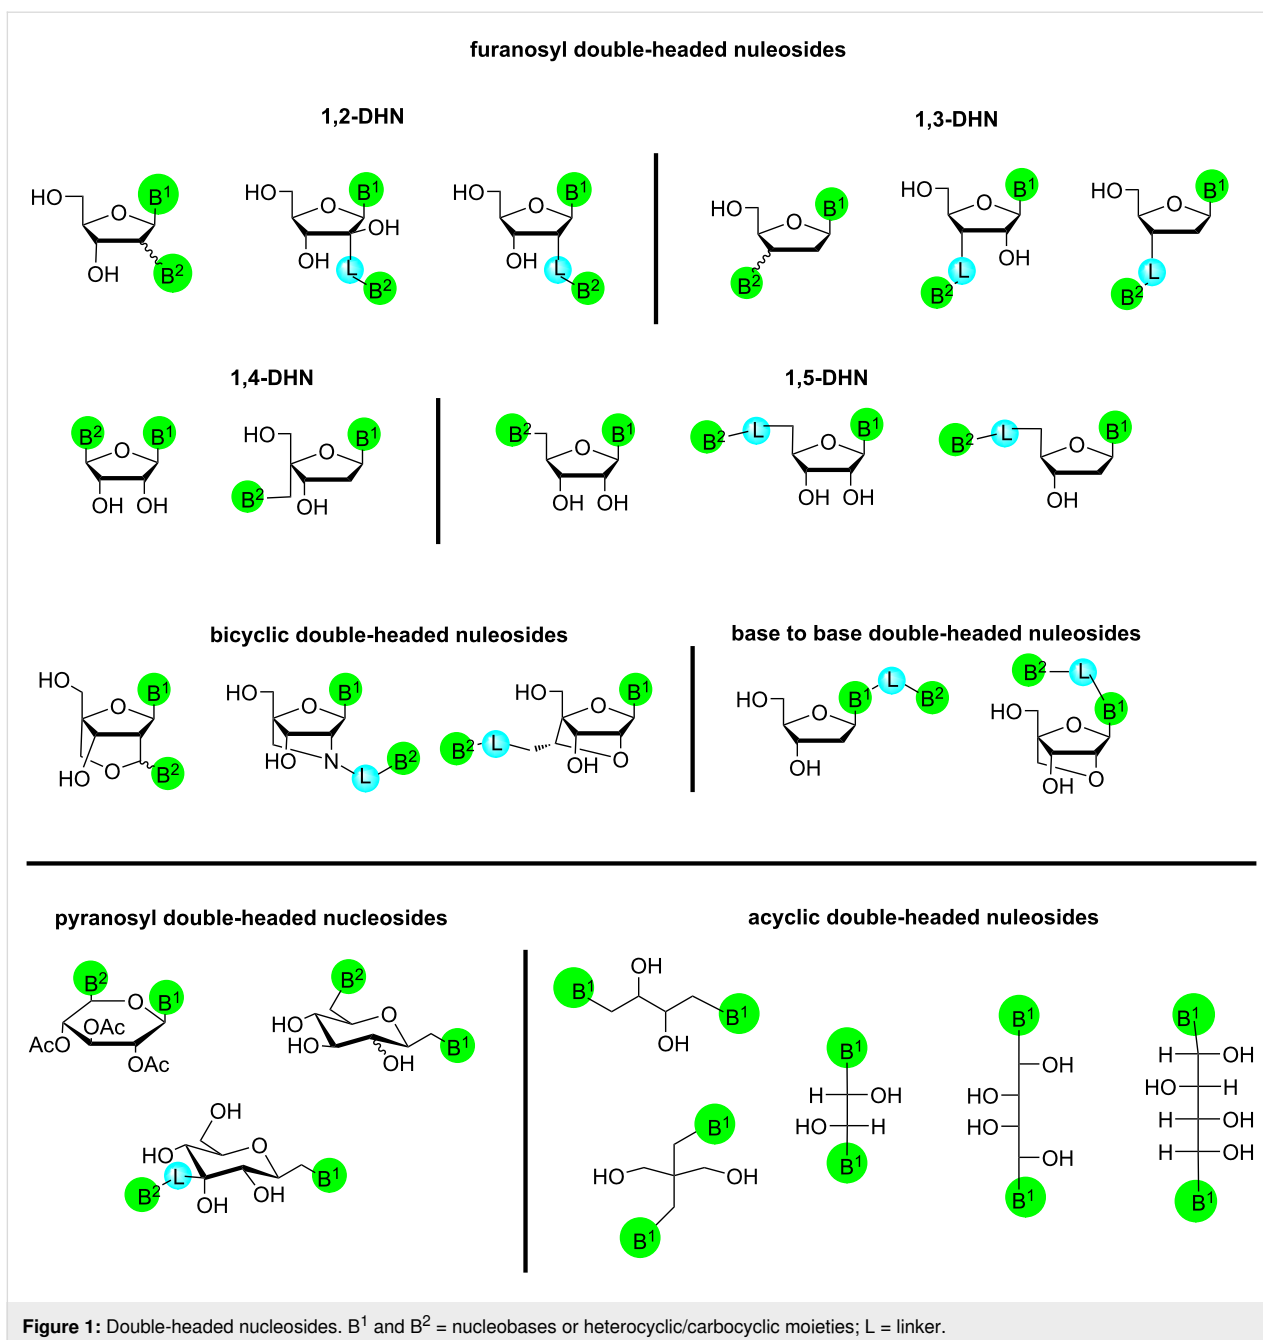 furanosyl double-headed nuleosides
1,2-DHN
1,3-DHN
HO O B¹ OH B²
HO O B¹ OH OH L B²
HO O B¹ OH L B²
HO O B¹ B²
HO O B¹ OH L B²
HO O B¹ L B²
1,4-DHN
1,5-DHN
B² O B¹ OH OH
HO O B¹ B² OH
B² O B¹ OH OH
B² L O B¹ OH OH
B² L O B¹ OH
bicyclic double-headed nuleosides
base to base double-headed nuleosides
HO O B¹ HO O B²
HO O B¹ HO N L B²
HO O B¹ B² L OH O
HO O B¹ L B² OH
B² L B¹ HO O OH O
pyranosyl double-headed nucleosides
acyclic double-headed nuleosides
B² O B¹ OAc AcO OAc
B² HO O HO OH B¹
OH HO O L B² OH OH B¹
B¹ OH OH B¹
B¹ HO OH B¹
B¹ H OH HO H B¹
B¹ OH HO HO OH B¹
B¹ H OH HO H H OH H OH B¹
Figure 1: Double-headed nucleosides. B¹ and B² = nucleobases or heterocyclic/carbocyclic moieties; L = linker.